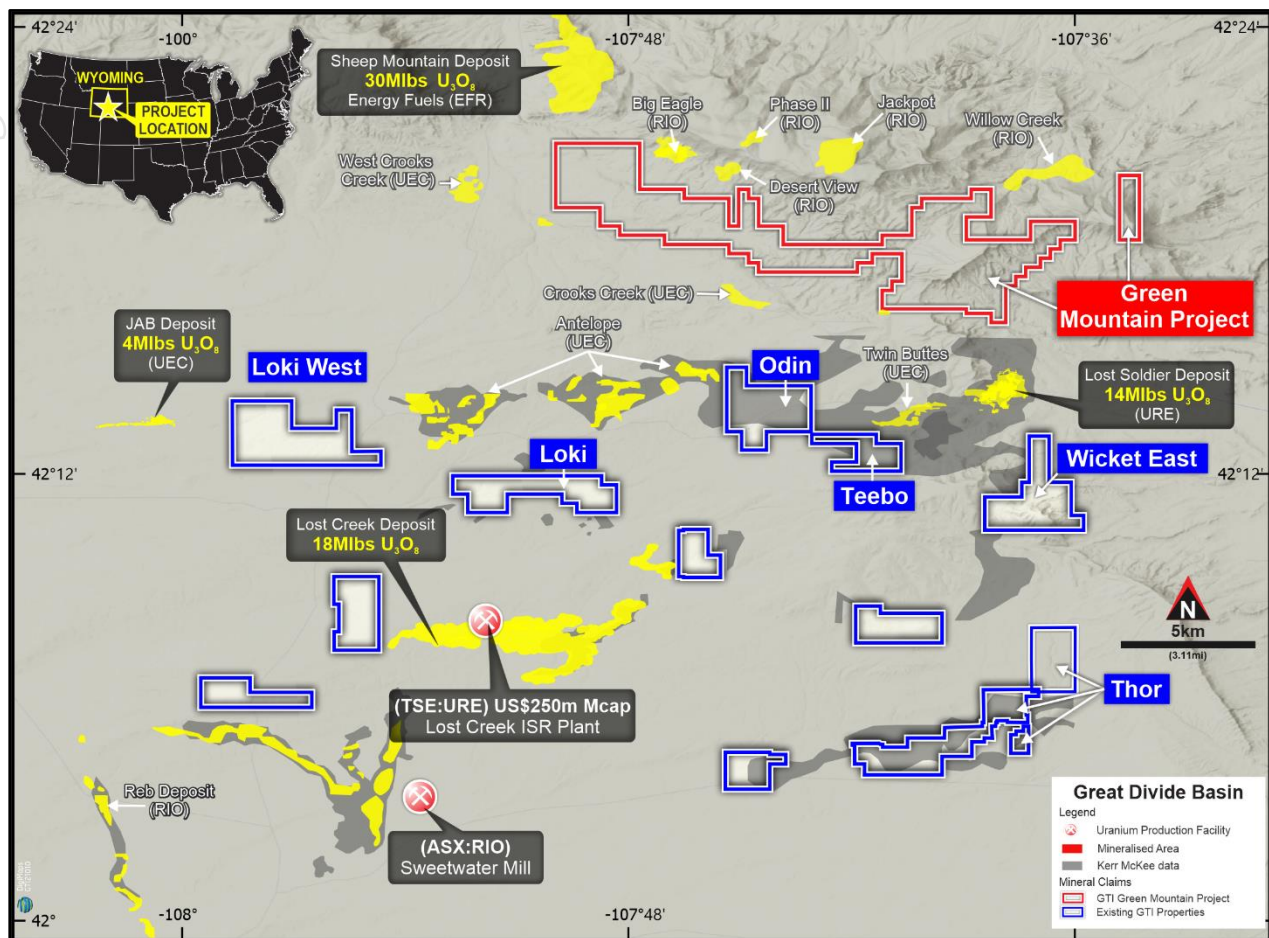 42°24'
-100°
-107°48'
-107°36'
42°24'
WYOMING
PROJECT
LOCATION
Sheep Mountain Deposit
30Mlbs U₃O₈
Energy Fuels (EFR)
Big Eagle
(RIO)
Phase II
(RIO)
Jackpot
(RIO)
Willow Creek
(RIO)
West Crooks
Creek (UEC)
Desert View
(RIO)
Crooks Creek (UEC)
Green
Mountain Project
JAB Deposit
4Mlbs U₃O₈
(UEC)
Loki West
Antelope
(UEC)
Odin
Twin Buttes
(UEC)
Lost Soldier Deposit
14Mlbs U₃O₈
(URE)
42°12'
Loki
Teebo
Wicket East
42°12'
Lost Creek Deposit
18Mlbs U₃O₈
N
5km
(3.11mi)
(TSE:URE) US$250m Mcap
Lost Creek ISR Plant
Thor
Reb Deposit
(RIO)
(ASX:RIO)
Sweetwater Mill
Great Divide Basin
Legend
Uranium Production Facility
Mineralised Area
Kerr McKee data
Mineral Claims
GTI Green Mountain Project
Existing GTI Properties
DigiMaps
42°
-108°
-107°48'